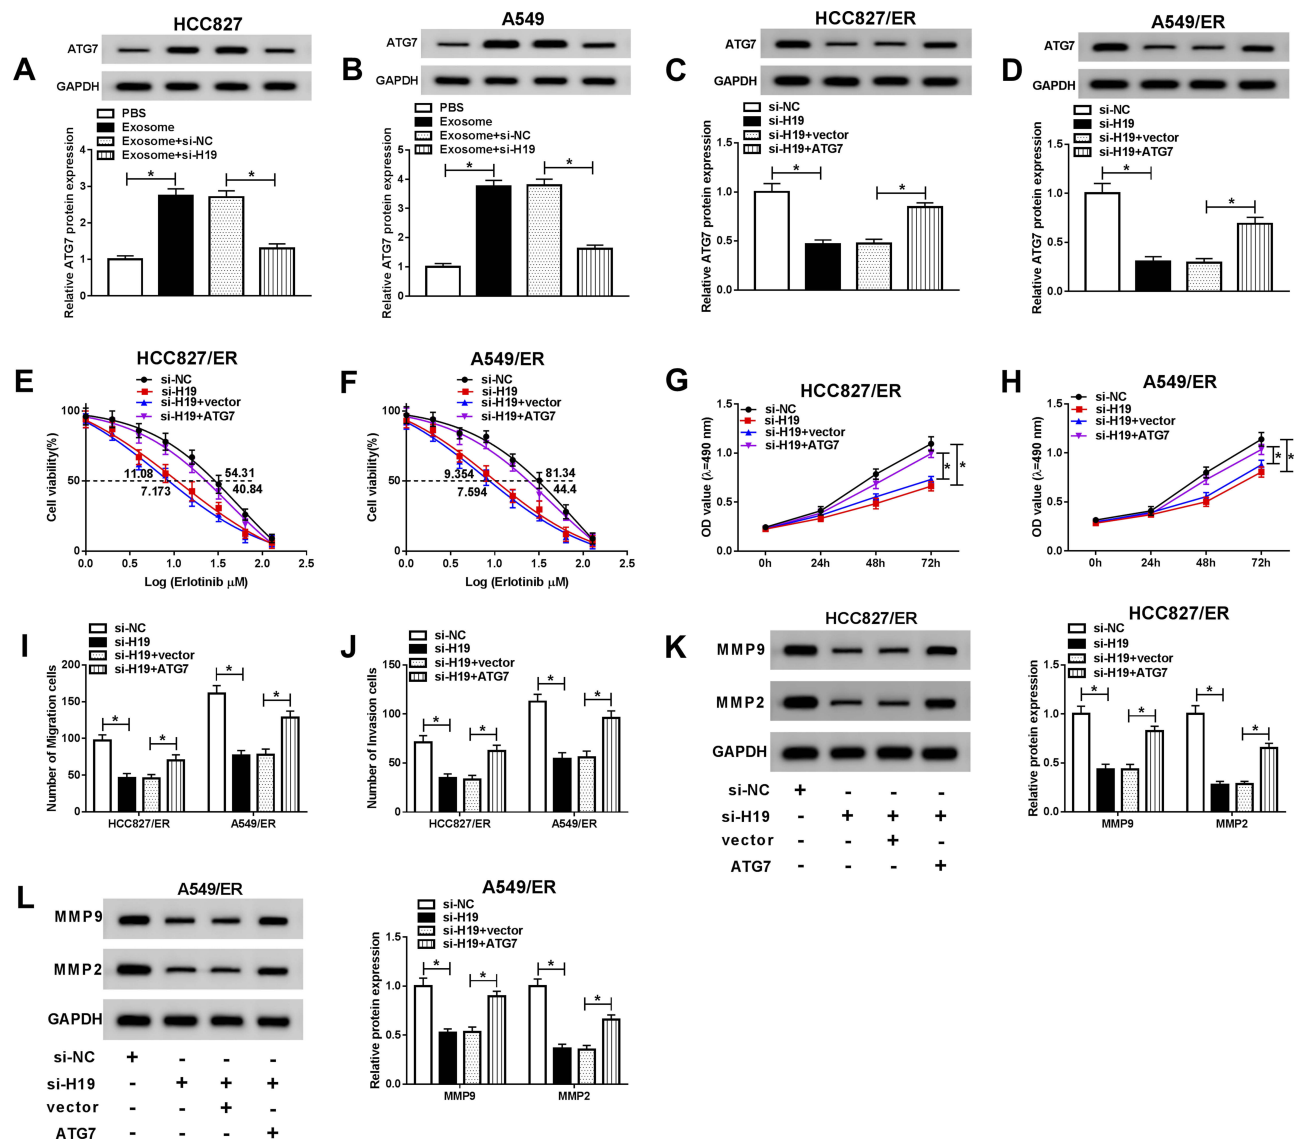 A
HCC827
ATG7
GAPDH
PBS
Exosome
Exosome+si-NC
Exosome+si-H19
Relative ATG7 protein expression
4
3
2
1
0
*
*
B
A549
ATG7
GAPDH
PBS
Exosome
Exosome+si-NC
Exosome+si-H19
Relative ATG7 protein expression
5
4
3
2
1
0
*
*
C
HCC827/ER
ATG7
GAPDH
si-NC
si-H19
si-H19+vector
si-H19+ATG7
Relative ATG7 protein expression
1.5
1.0
0.5
0.0
*
*
D
A549/ER
ATG7
GAPDH
si-NC
si-H19
si-H19+vector
si-H19+ATG7
Relative ATG7 protein expression
1.5
1.0
0.5
0.0
*
*
E
HCC827/ER
si-NC
si-H19
si-H19+vector
si-H19+ATG7
Cell viability(%)
100
50
0
11.08
7.173
54.31
40.84
0.0 0.5 1.0 1.5 2.0 2.5
Log (Erlotinib μM)
F
A549/ER
si-NC
si-H19
si-H19+vector
si-H19+ATG7
Cell viability(%)
100
50
0
9.354
7.594
81.34
44.4
0.0 0.5 1.0 1.5 2.0 2.5
Log (Erlotinib μM)
G
HCC827/ER
si-NC
si-H19
si-H19+vector
si-H19+ATG7
OD value (λ=490 nm)
1.5
1.0
0.5
0.0
* *
0h 24h 48h 72h
H
A549/ER
si-NC
si-H19
si-H19+vector
si-H19+ATG7
OD value (λ=490 nm)
1.5
1.0
0.5
0.0
* *
0h 24h 48h 72h
I
si-NC
si-H19
si-H19+vector
si-H19+ATG7
Number of Migration cells
200
150
100
50
0
* * * *
HCC827/ER A549/ER
J
si-NC
si-H19
si-H19+vector
si-H19+ATG7
Number of Invasion cells
150
100
50
0
* * * *
HCC827/ER A549/ER
K
HCC827/ER
MMP9
MMP2
GAPDH
si-NC + - - -
si-H19 - + + +
vector - - + -
ATG7 - - - +
HCC827/ER
si-NC
si-H19
si-H19+vector
si-H19+ATG7
Relative protein expression
1.5
1.0
0.5
0.0
* * * *
MMP9 MMP2
L
A549/ER
MMP9
MMP2
GAPDH
si-NC + - - -
si-H19 - + + +
vector - - + -
ATG7 - - - +
A549/ER
si-NC
si-H19
si-H19+vector
si-H19+ATG7
Relative protein expression
1.5
1.0
0.5
0.0
* * * *
MMP9 MMP2